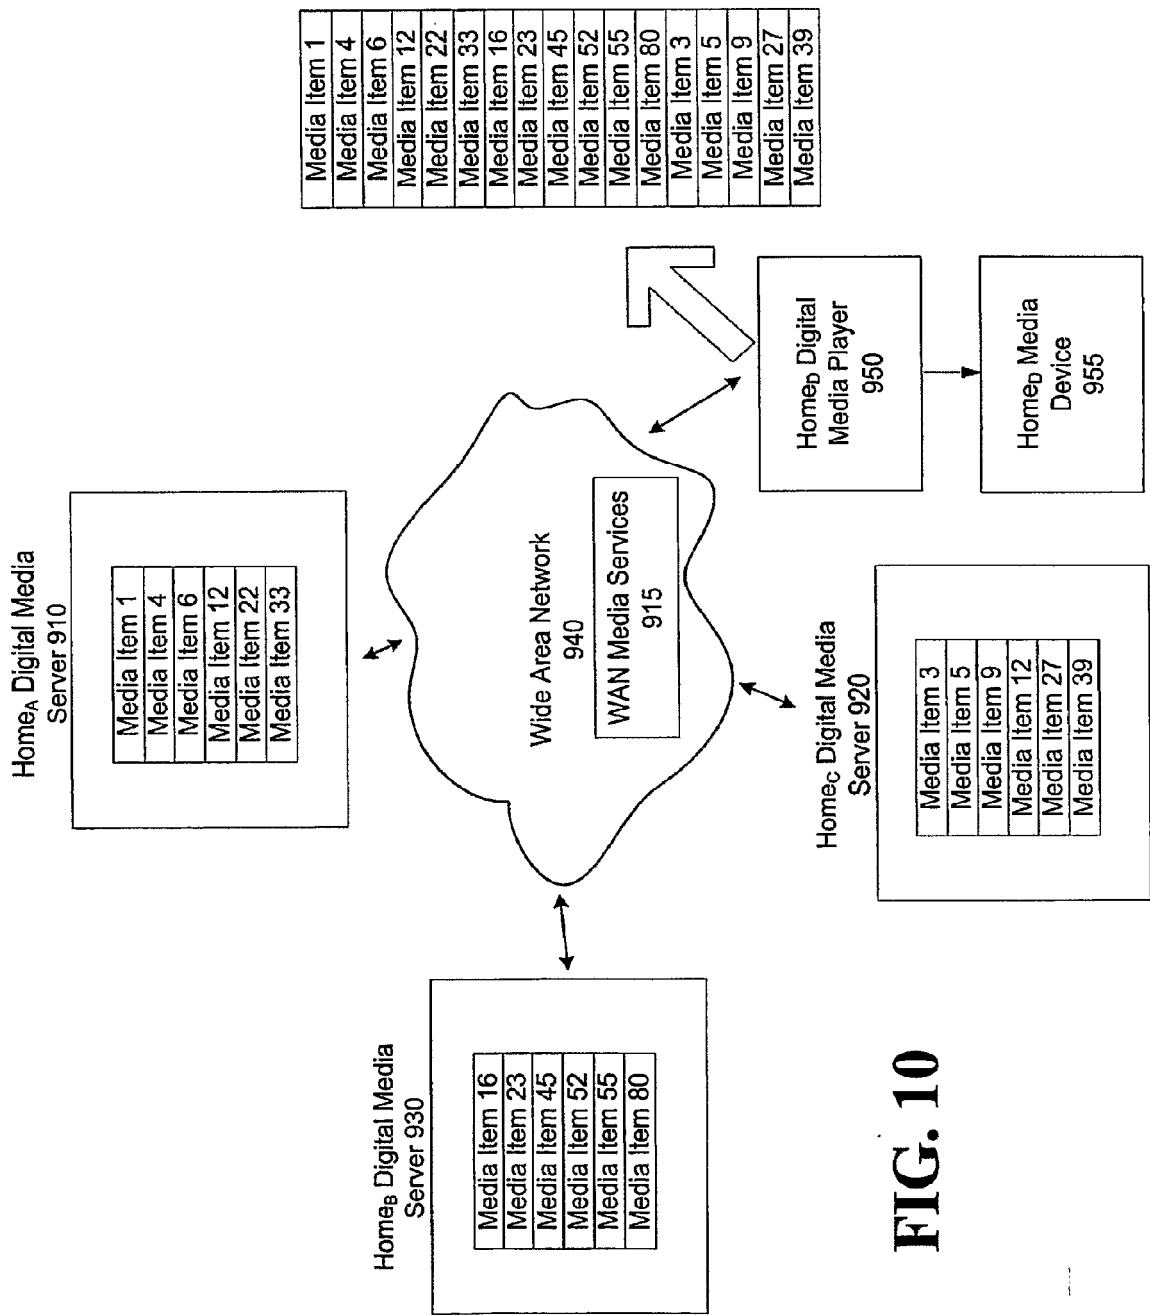 Home_B Digital Media
Server 930
Media Item 16
Media Item 23
Media Item 45
Media Item 52
Media Item 55
Media Item 80
Home_A Digital Media
Server 910
Media Item 1
Media Item 4
Media Item 6
Media Item 12
Media Item 22
Media Item 33
Wide Area Network
940
WAN Media Services
915
Home_C Digital Media
Server 920
Media Item 3
Media Item 5
Media Item 9
Media Item 12
Media Item 27
Media Item 39
Home_D Digital
Media Player
950
Home_D Media
Device
955
Media Item 1
Media Item 4
Media Item 6
Media Item 12
Media Item 22
Media Item 33
Media Item 16
Media Item 23
Media Item 45
Media Item 52
Media Item 55
Media Item 80
Media Item 3
Media Item 5
Media Item 9
Media Item 27
Media Item 39
FIG. 10